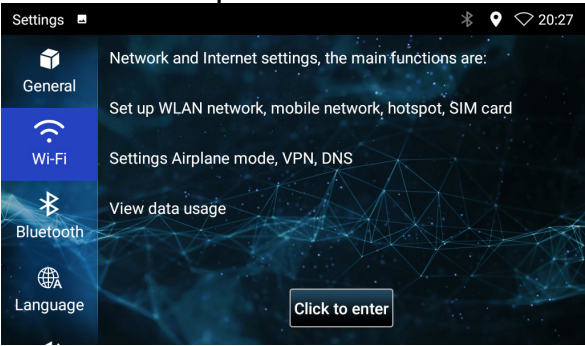 Settings
20:27
General
Wi-Fi
Bluetooth
Language
Network and Internet settings, the main functions are:
Set up WLAN network, mobile network, hotspot, SIM card
Settings Airplane mode, VPN, DNS
View data usage
Click to enter